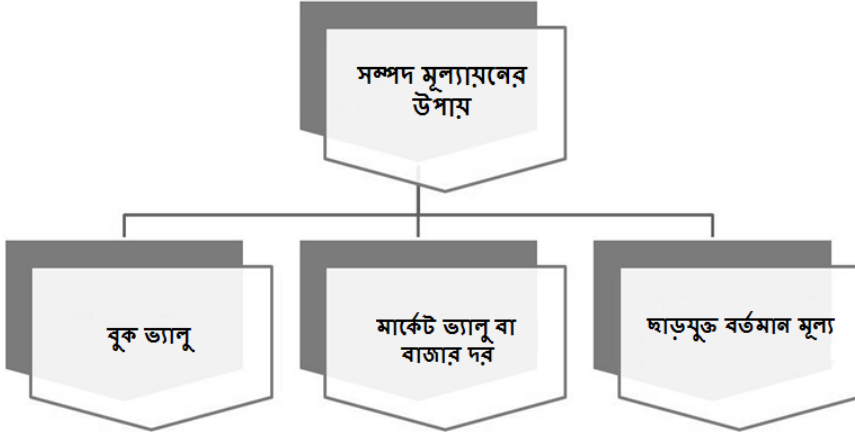 সম্পদ মূল্যায়নের
উপায়
বুক ভ্যালু
মার্কেট ভ্যালু বা
বাজার দর
ছাড়যুক্ত বর্তমান মূল্য